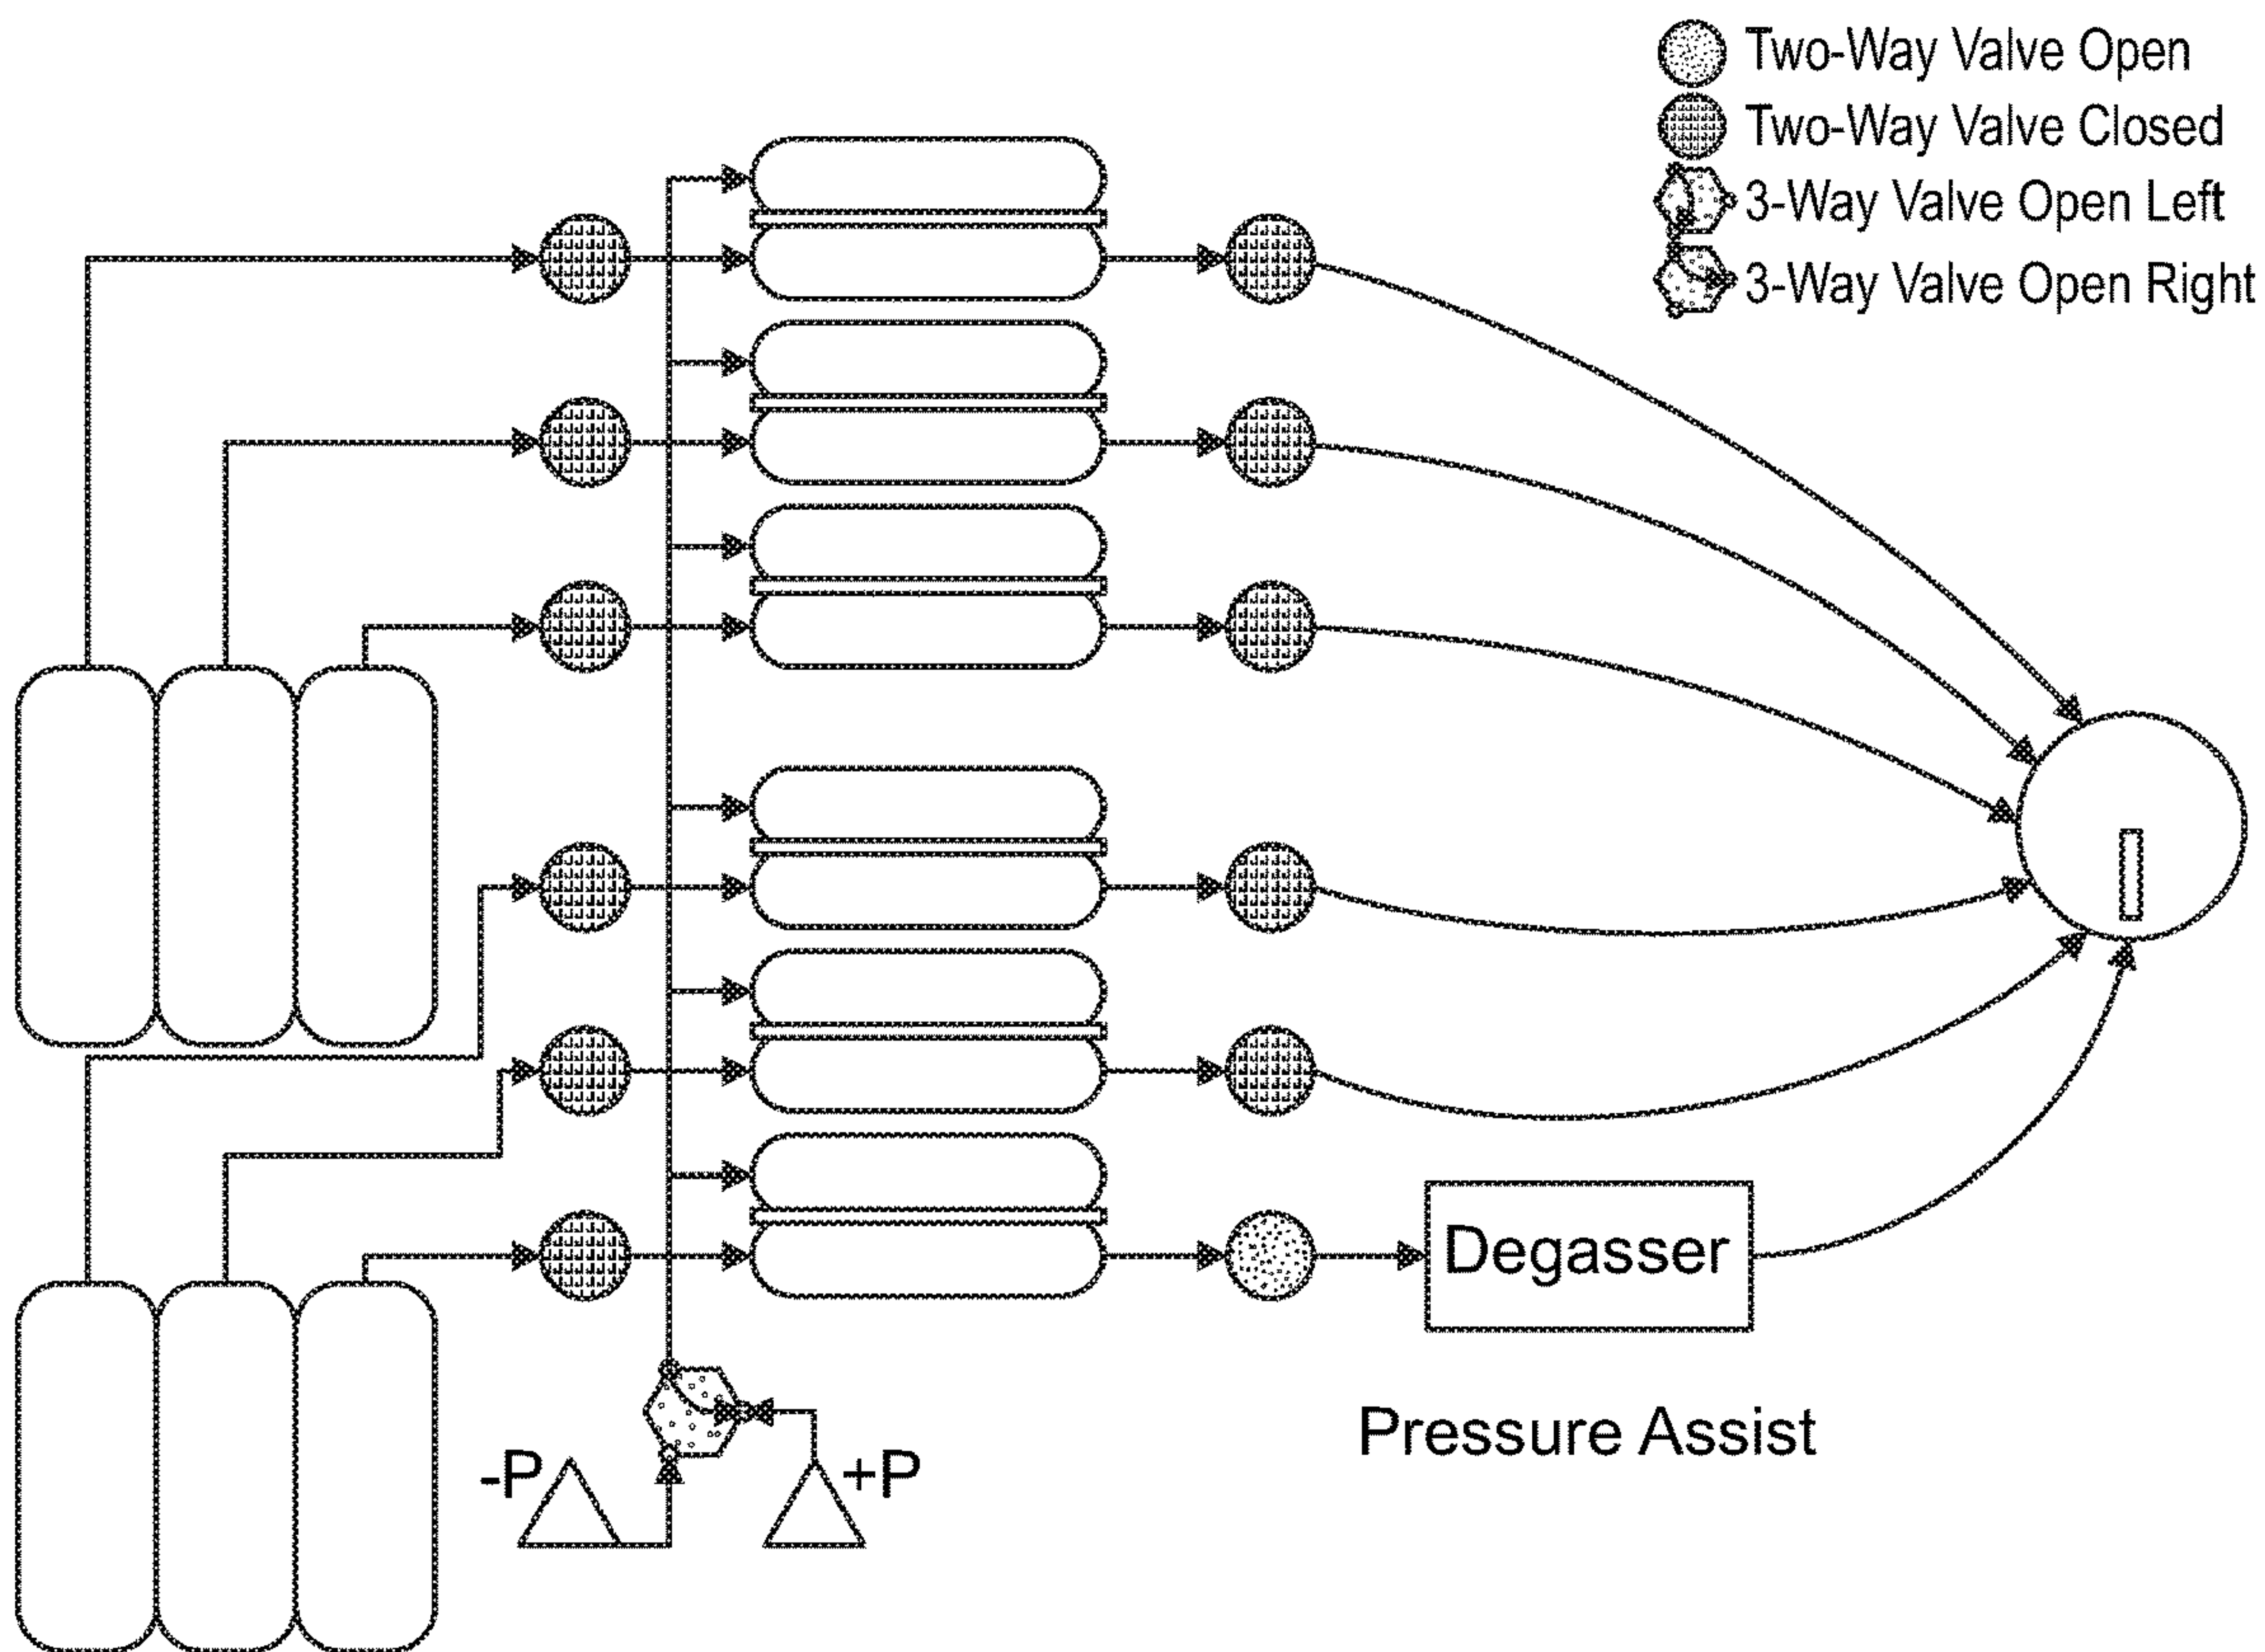 Two-Way Valve Open
Two-Way Valve Closed
3-Way Valve Open Left
3-Way Valve Open Right
Degasser
Pressure Assist
-P
+P